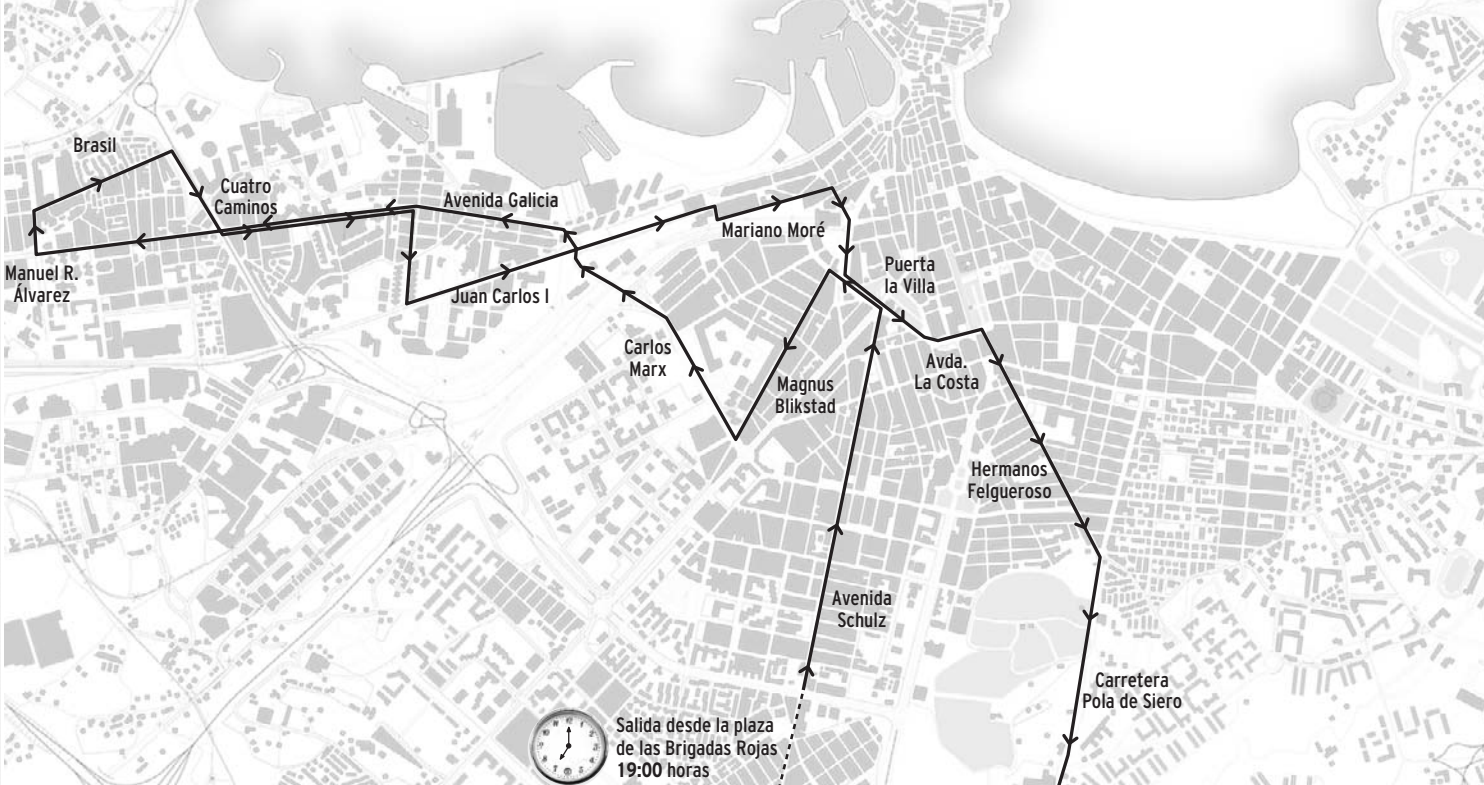 Brasil
Cuatro
Caminos
Avenida Galicia
Manuel R.
Álvarez
Juan Carlos I
Mariano Moré
Puerta
la Villa
Carlos
Marx
Magnus
Blikstad
Avda.
La Costa
Hermanos
Felgueroso
Avenida
Schulz
Carretera
Pola de Siero
Salida desde la plaza
de las Brigadas Rojas
19:00 horas